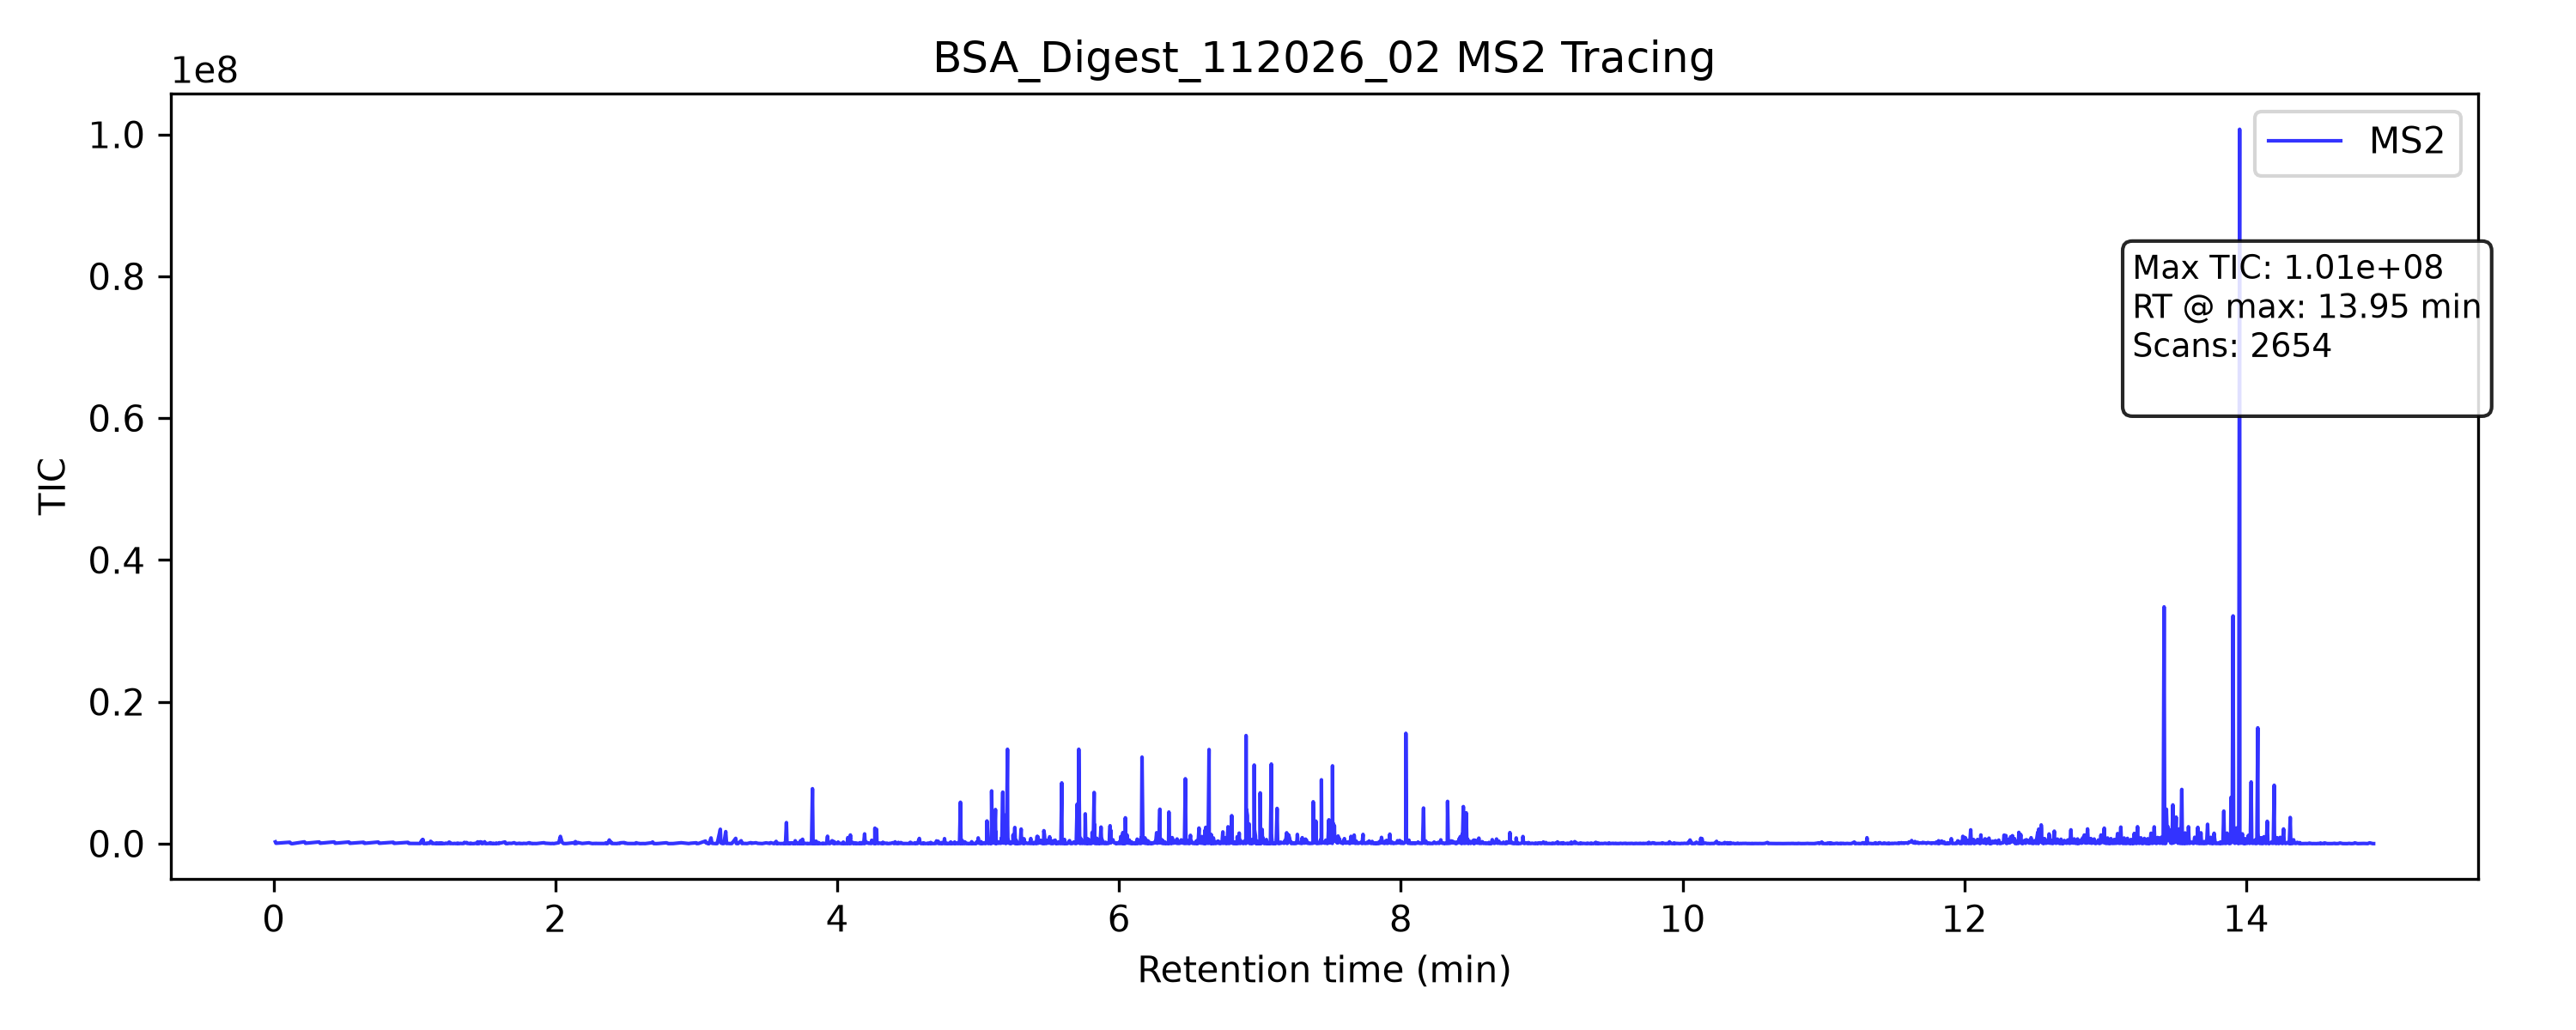 BSA_Digest_112026_02 MS2 Tracing
1e8
1.0
0.8
0.6
0.4
0.2
0.0
TIC
MS2
Max TIC: 1.01e+08
RT @ max: 13.95 min
Scans: 2654
0 2 4 6 8 10 12 14
Retention time (min)